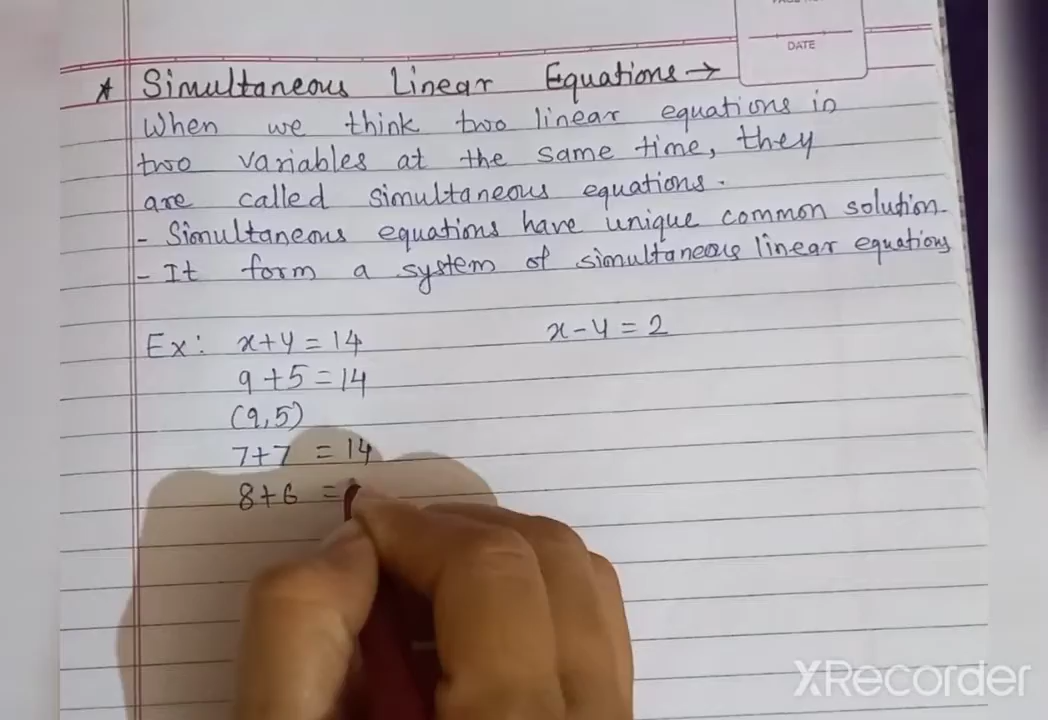 DATE
* Simultaneous Linear Equations →
When we think two linear equations in
two variables at the same time, they
are called simultaneous equations.
- Simultaneous equations have unique common solution.
- It form a system of simultaneous linear equations
Ex: x+y = 14 x-y = 2
9+5 = 14
(9,5)
7+7 = 14
8+6 =
XRecorder